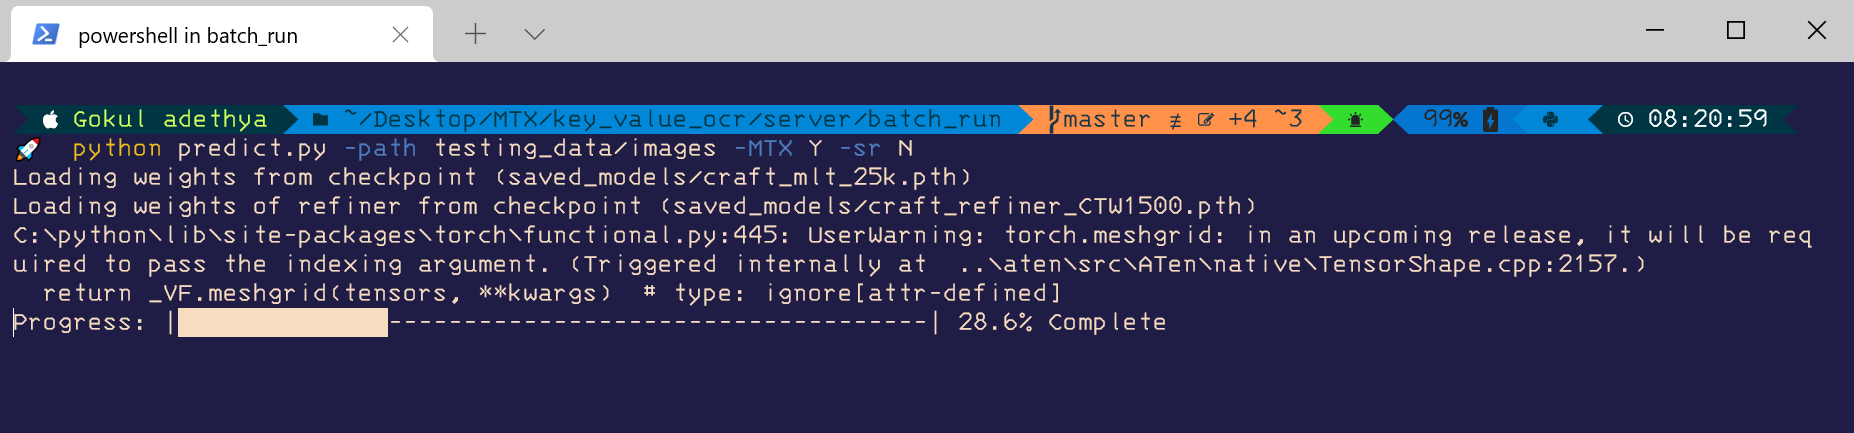 powershell in batch_run
Gokul adethya ~/Desktop/MTX/key_value_ocr/server/batch_run master ≢ +4 ~3 99% 08:20:59
python predict.py -path testing_data/images -MTX Y -sr N
Loading weights from checkpoint (saved_models/craft_mlt_25k.pth)
Loading weights of refiner from checkpoint (saved_models/craft_refiner_CTW1500.pth)
C:\python\lib\site-packages\torch\functional.py:445: UserWarning: torch.meshgrid: in an upcoming release, it will be req
uired to pass the indexing argument. (Triggered internally at  ..\aten\src\ATen\native\TensorShape.cpp:2157.)
  return _VF.meshgrid(tensors, **kwargs)  # type: ignore[attr-defined]
Progress: |██████████████------------------------------------| 28.6% Complete